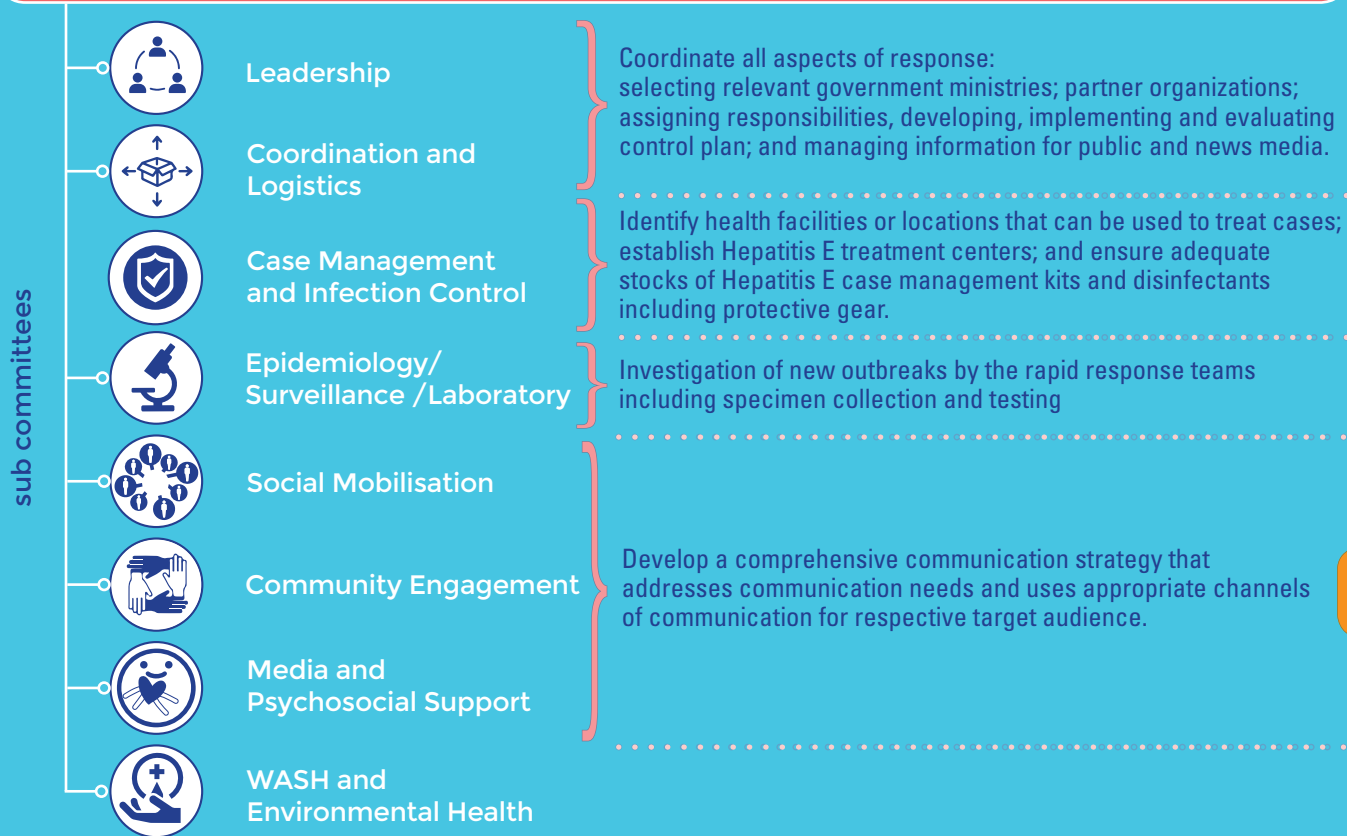 sub committees
Leadership
Coordination and
Logistics
Coordinate all aspects of response:
selecting relevant government ministries; partner organizations;
assigning responsibilities, developing, implementing and evaluating
control plan; and managing information for public and news media.
Case Management
and Infection Control
Identify health facilities or locations that can be used to treat cases;
establish Hepatitis E treatment centers; and ensure adequate
stocks of Hepatitis E case management kits and disinfectants
including protective gear.
Epidemiology/
Surveillance /Laboratory
Investigation of new outbreaks by the rapid response teams
including specimen collection and testing
Social Mobilisation
Community Engagement
Media and
Psychosocial Support
Develop a comprehensive communication strategy that
addresses communication needs and uses appropriate channels
of communication for respective target audience.
WASH and
Environmental Health